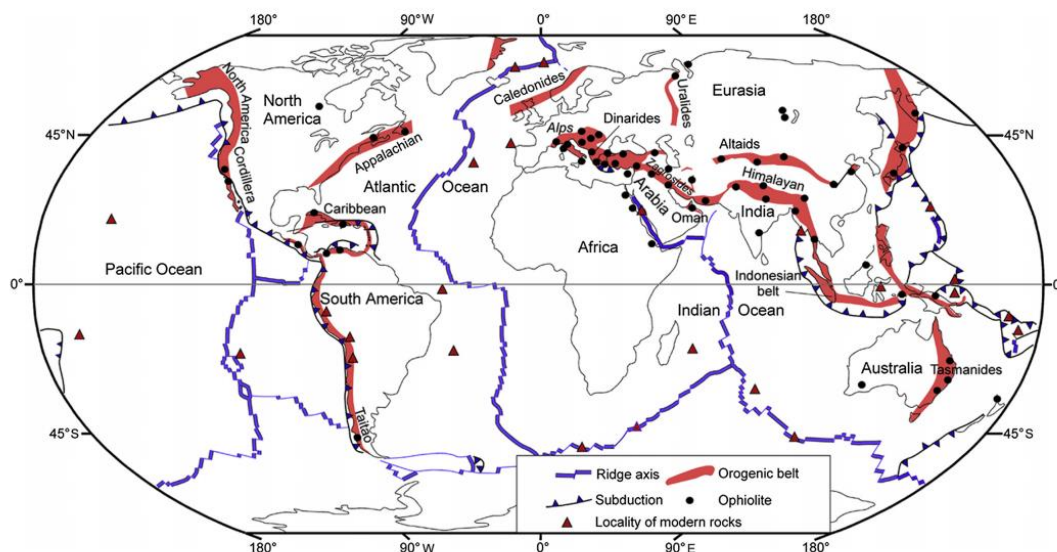 180°
90°W
0°
90°E
180°
45°N
45°N
North America Cordillera
North
America
Appalachian
Atlantic
Ocean
Caledonides
Uralides
Eurasia
Alps
Dinarides
Altaids
Zagrosides
Himalayan
Arabia
Oman
India
Caribbean
Africa
Pacific Ocean
0°
0°
South America
Indonesian
belt
Indian
Ocean
Australia
Tasmanides
Taitao
45°S
45°S
Ridge axis
Orogenic belt
Subduction
Ophiolite
Locality of modern rocks
180°
90°W
0°
90°E
180°